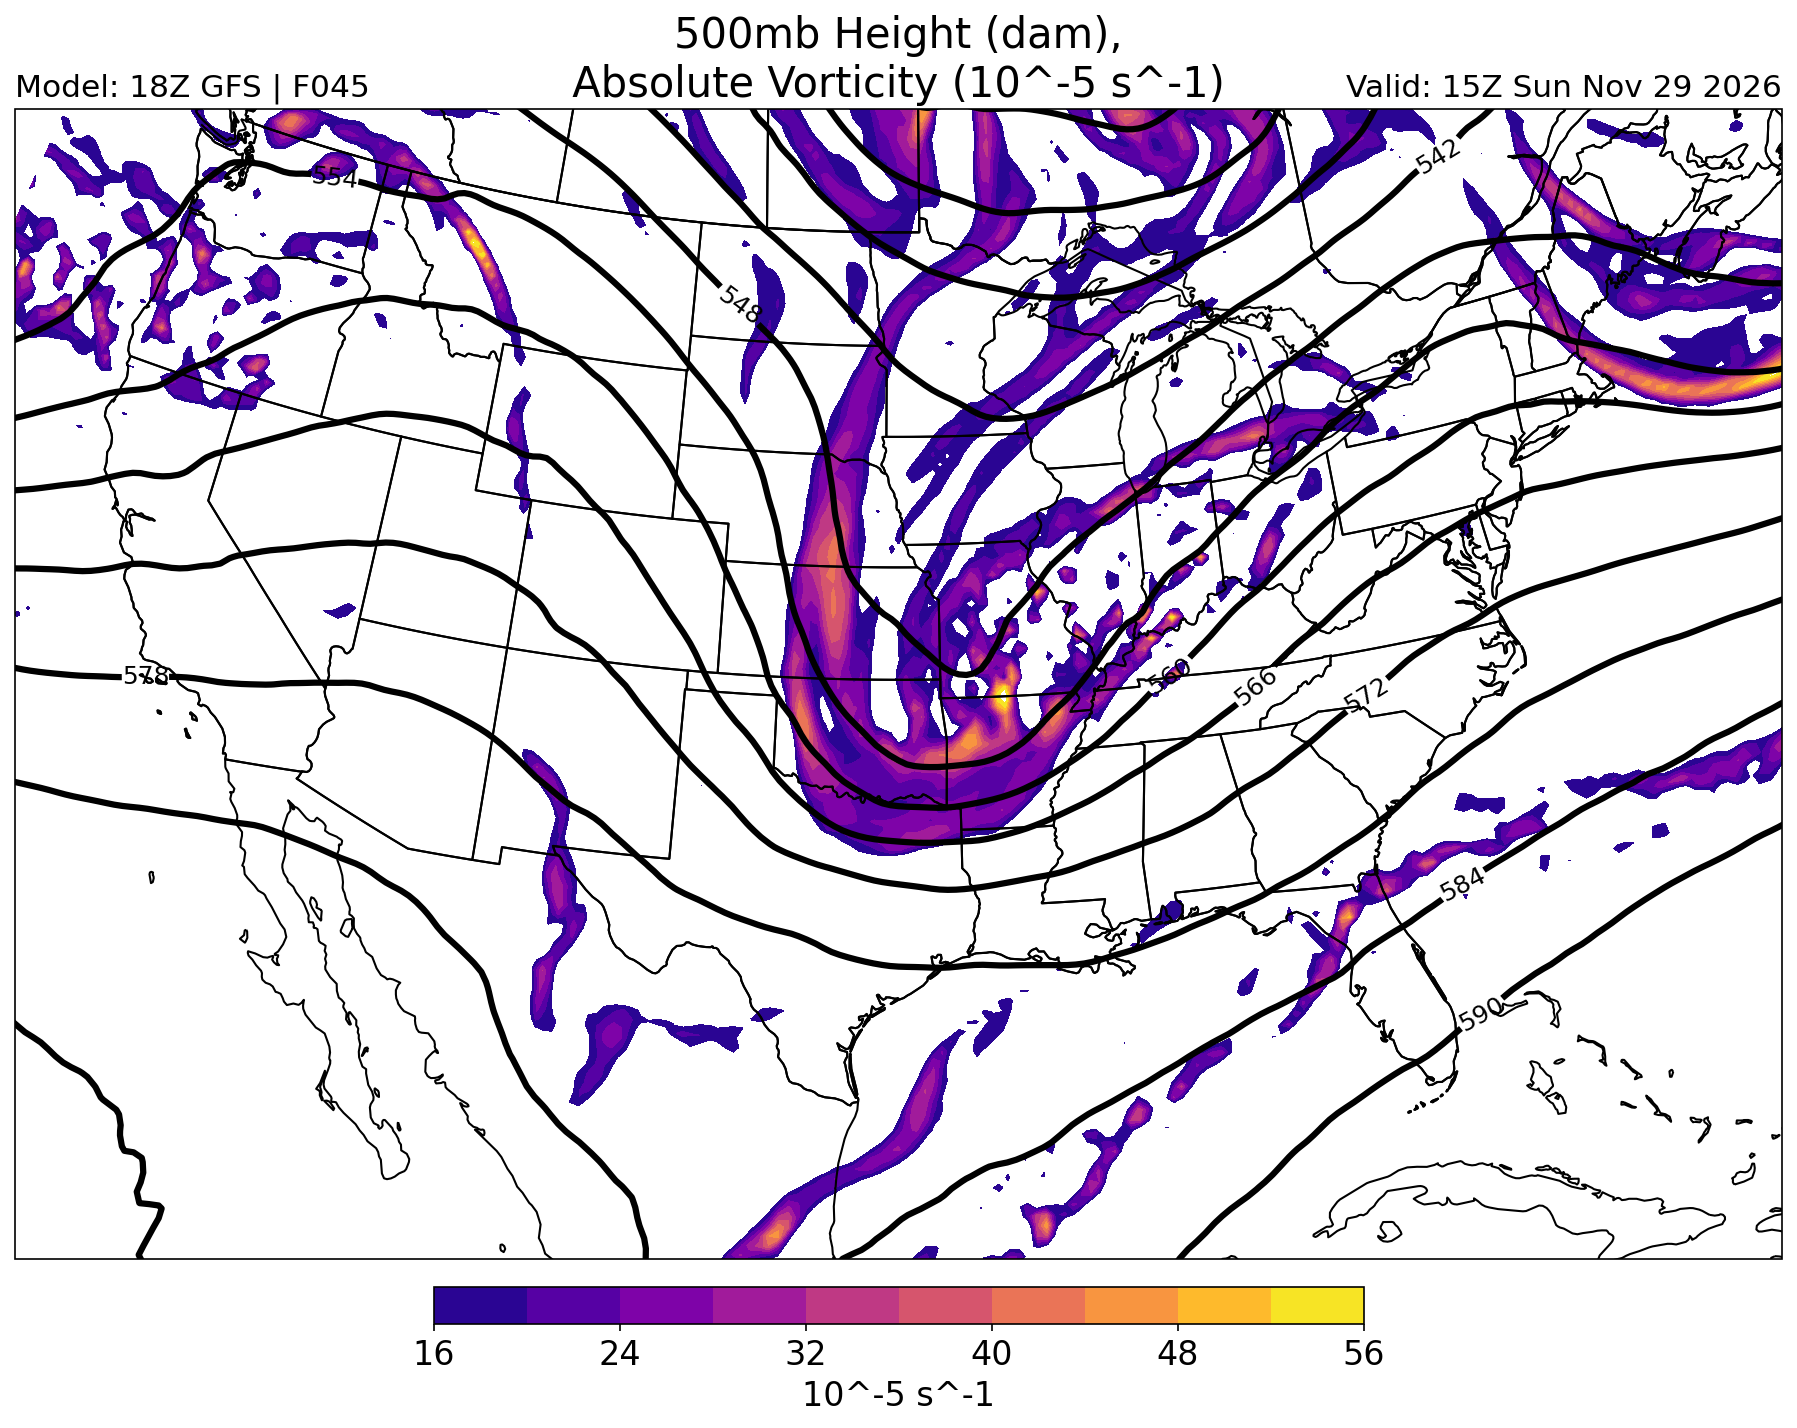 500mb Height (dam),
Model: 18Z GFS | F045
Absolute Vorticity (10^-5 s^-1)
Valid: 15Z Sun Nov 29 2026
542
554
548
578
560
566
572
584
590
16 24 32 40 48 56
10^-5 s^-1